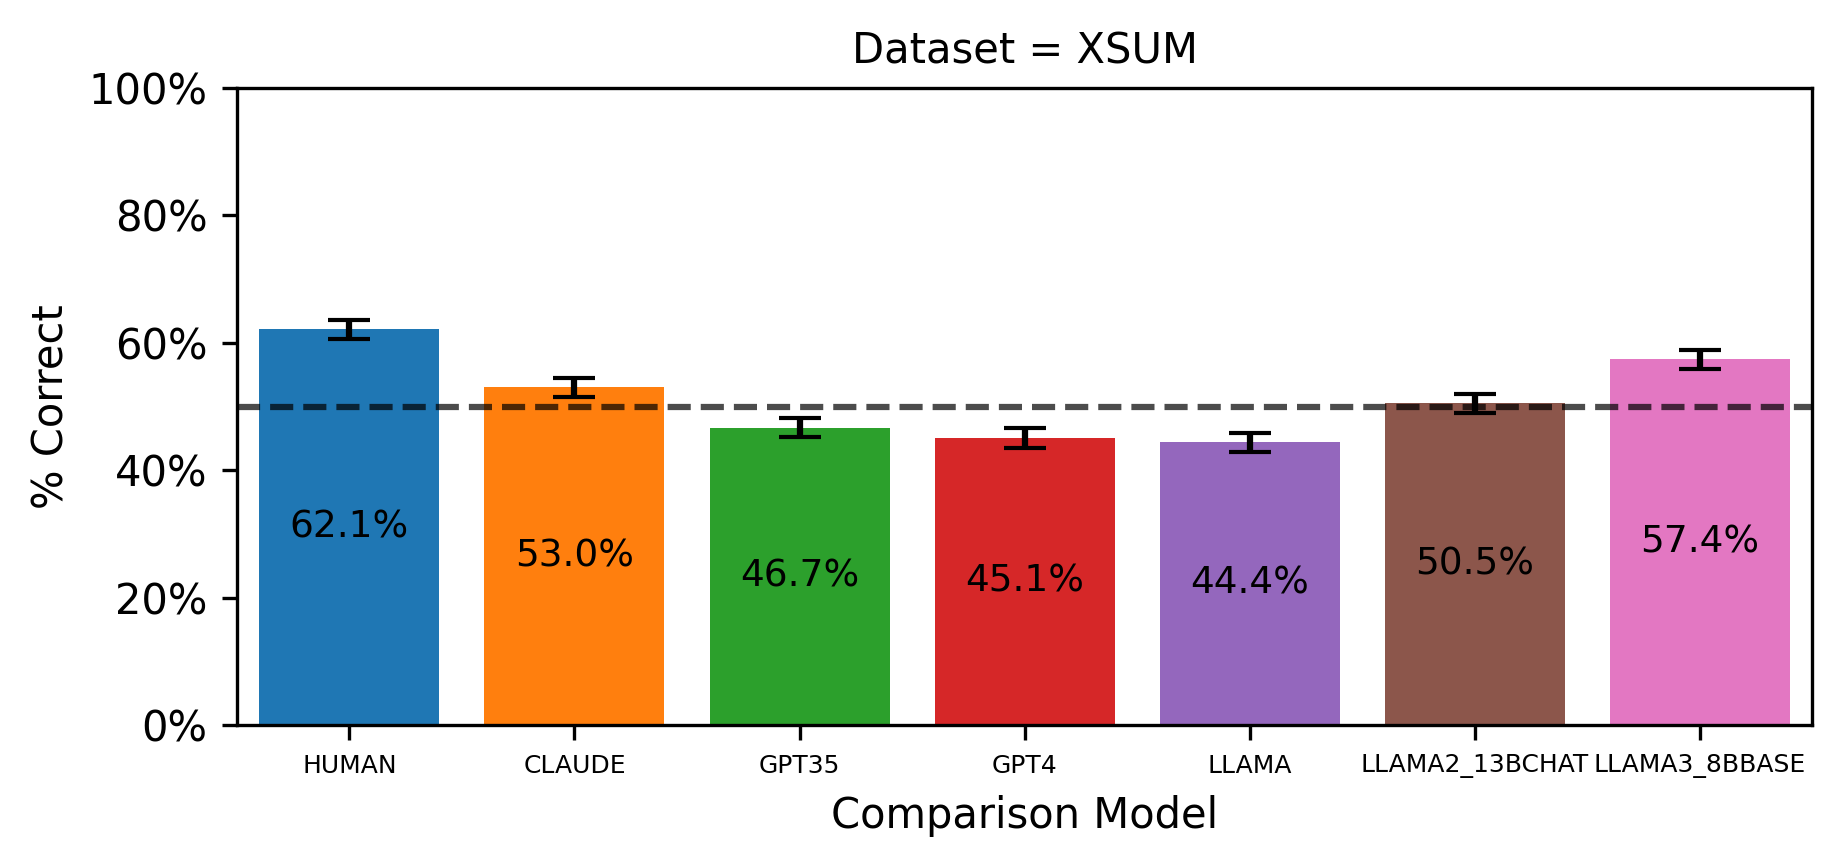 Dataset = XSUM
100%
80%
60%
40%
20%
0%
% Correct
62.1%
53.0%
46.7%
45.1%
44.4%
50.5%
57.4%
HUMAN
CLAUDE
GPT35
GPT4
LLAMA
LLAMA2_13BCHAT
LLAMA3_8BBASE
Comparison Model